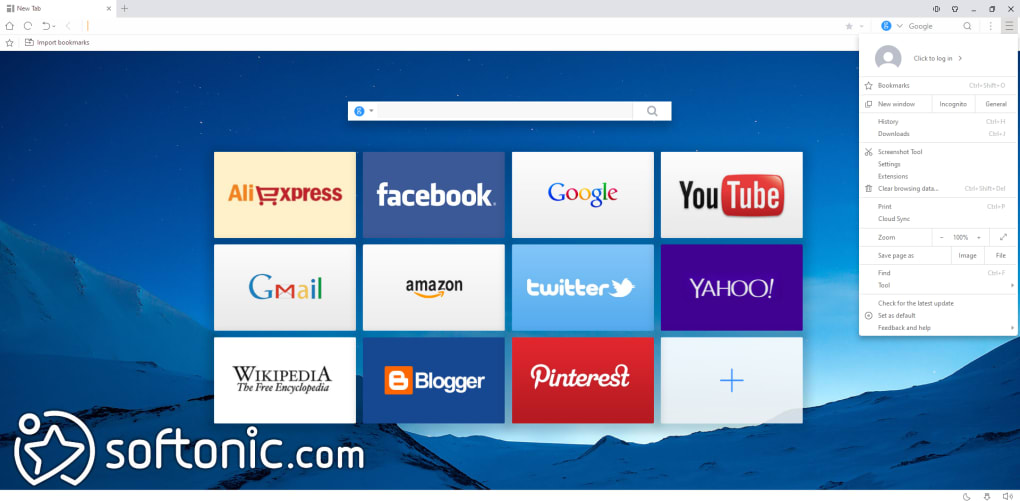 New Tab
Google
Import bookmarks
Click to log in
Bookmarks Ctrl+Shift+O
New window Incognito General
History Ctrl+H
Downloads Ctrl+J
Screenshot Tool
Settings
Extensions
Clear browsing data... Ctrl+Shift+Del
Print Ctrl+P
Cloud Sync
Zoom − 100% +
Save page as Image File
Find Ctrl+F
Tool
Check for the latest update
Set as default
Feedback and help
AliExpress
facebook
Google
YouTube
Gmail
amazon
twitter
YAHOO!
WIKIPEDIA
The Free Encyclopedia
Blogger
Pinterest
softonic.com